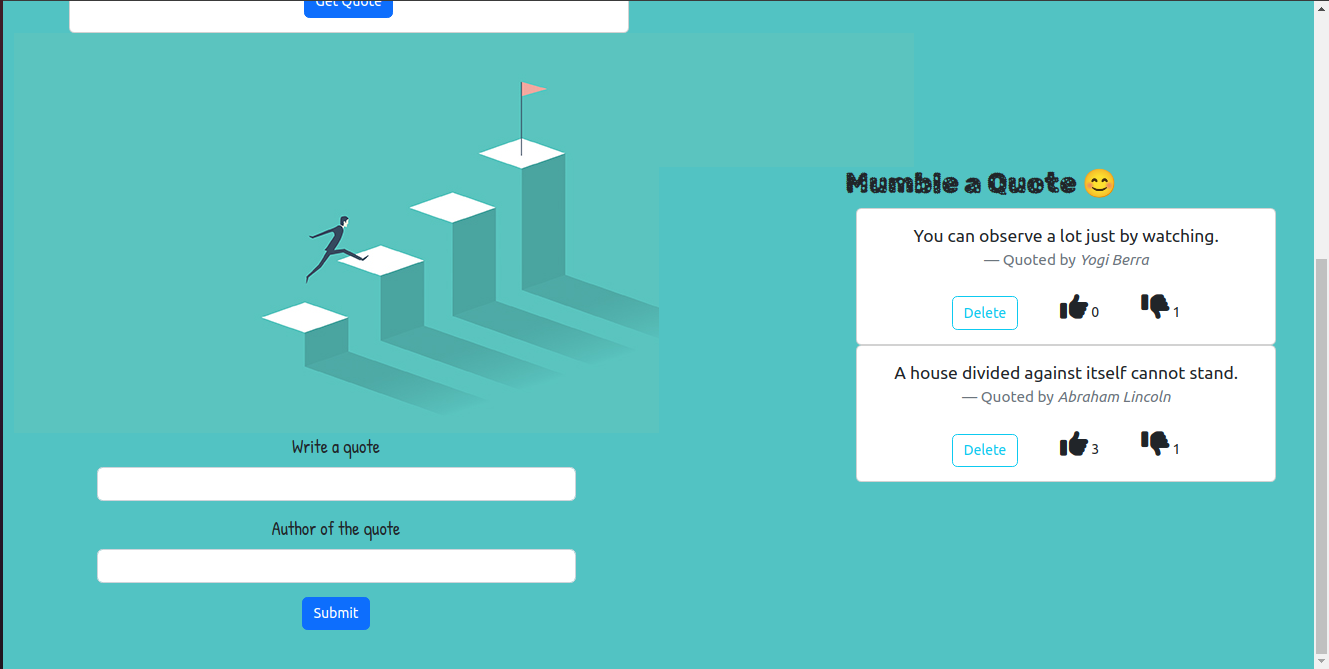 Get Quote
Mumble a Quote 😊
You can observe a lot just by watching.
— Quoted by Yogi Berra
Delete 0 1
A house divided against itself cannot stand.
— Quoted by Abraham Lincoln
Delete 3 1
Write a quote
Author of the quote
Submit